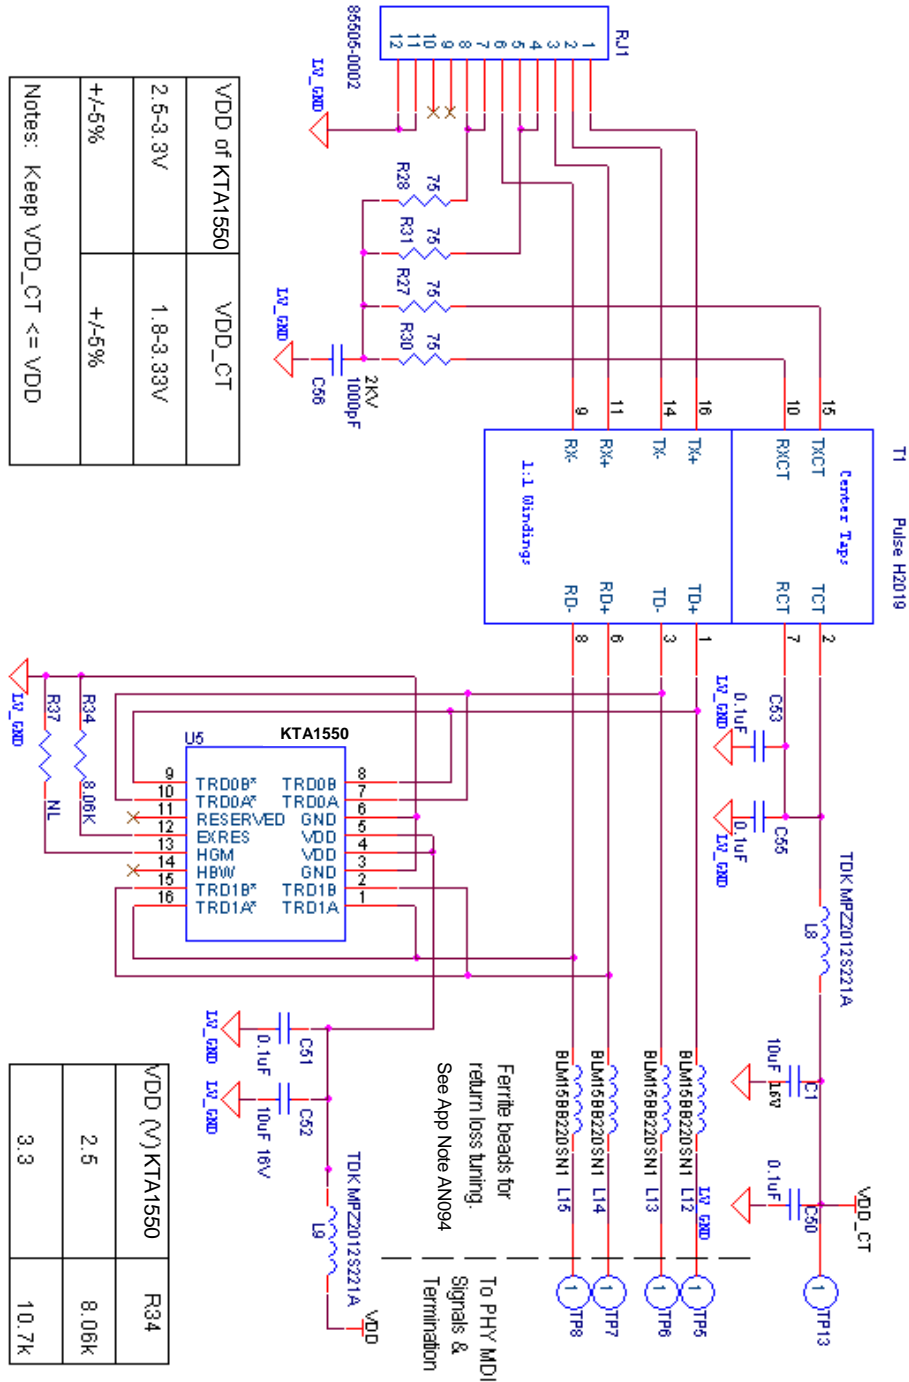 RJ1
1
2
3
4
5
6
7
8
9
10
11
12
85505-0002
LV_GND
R28
75
R31
75
R27
75
R30
75
2KV
1000pF
C56
LV_GND
T1 Pulse H2019
Center Taps
1:1 Windings
15 TXCT
10 RXCT
16 TX+
14 TX-
11 RX+
9 RX-
TCT 2
RCT 7
TD+ 1
TD- 3
RD+ 6
RD- 8
C53
0.1uF
LV_GND
C55
0.1uF
LV_GND
TDK MPZ2012S221A
L8
10uF
16V
C1
0.1uF
C50
LV_GND
VDD_CT
1 TP13
BLM15BB220SN1 L12
BLM15BB220SN1 L13
BLM15BB220SN1 L14
BLM15BB220SN1 L15
1 TP5
1 TP6
1 TP7
1 TP8
Ferrite beads for
return loss tuning.
See App Note AN094
To PHY MDI
Signals &
Termination
U5
KTA1550
9 TRD0B*
10 TRD0A*
11 RESERVED
12 EXRES
13 HGM
14 HBW
15 TRD1B*
16 TRD1A*
TRD0B 8
TRD0A 7
GND 6
VDD 5
VDD 4
GND 3
TRD1B 2
TRD1A 1
R34
8.06K
R37
NL
LV_GND
C51
0.1uF
LV_GND
C52
10uF 16V
LV_GND
TDK MPZ2012S221A
L9
VDD
VDD of KTA1550 VDD_CT
2.5-3.3V 1.8-3.33V
+/-5% +/-5%
Notes: Keep VDD_CT <= VDD
VDD (V) KTA1550 R34
2.5 8.06k
3.3 10.7k